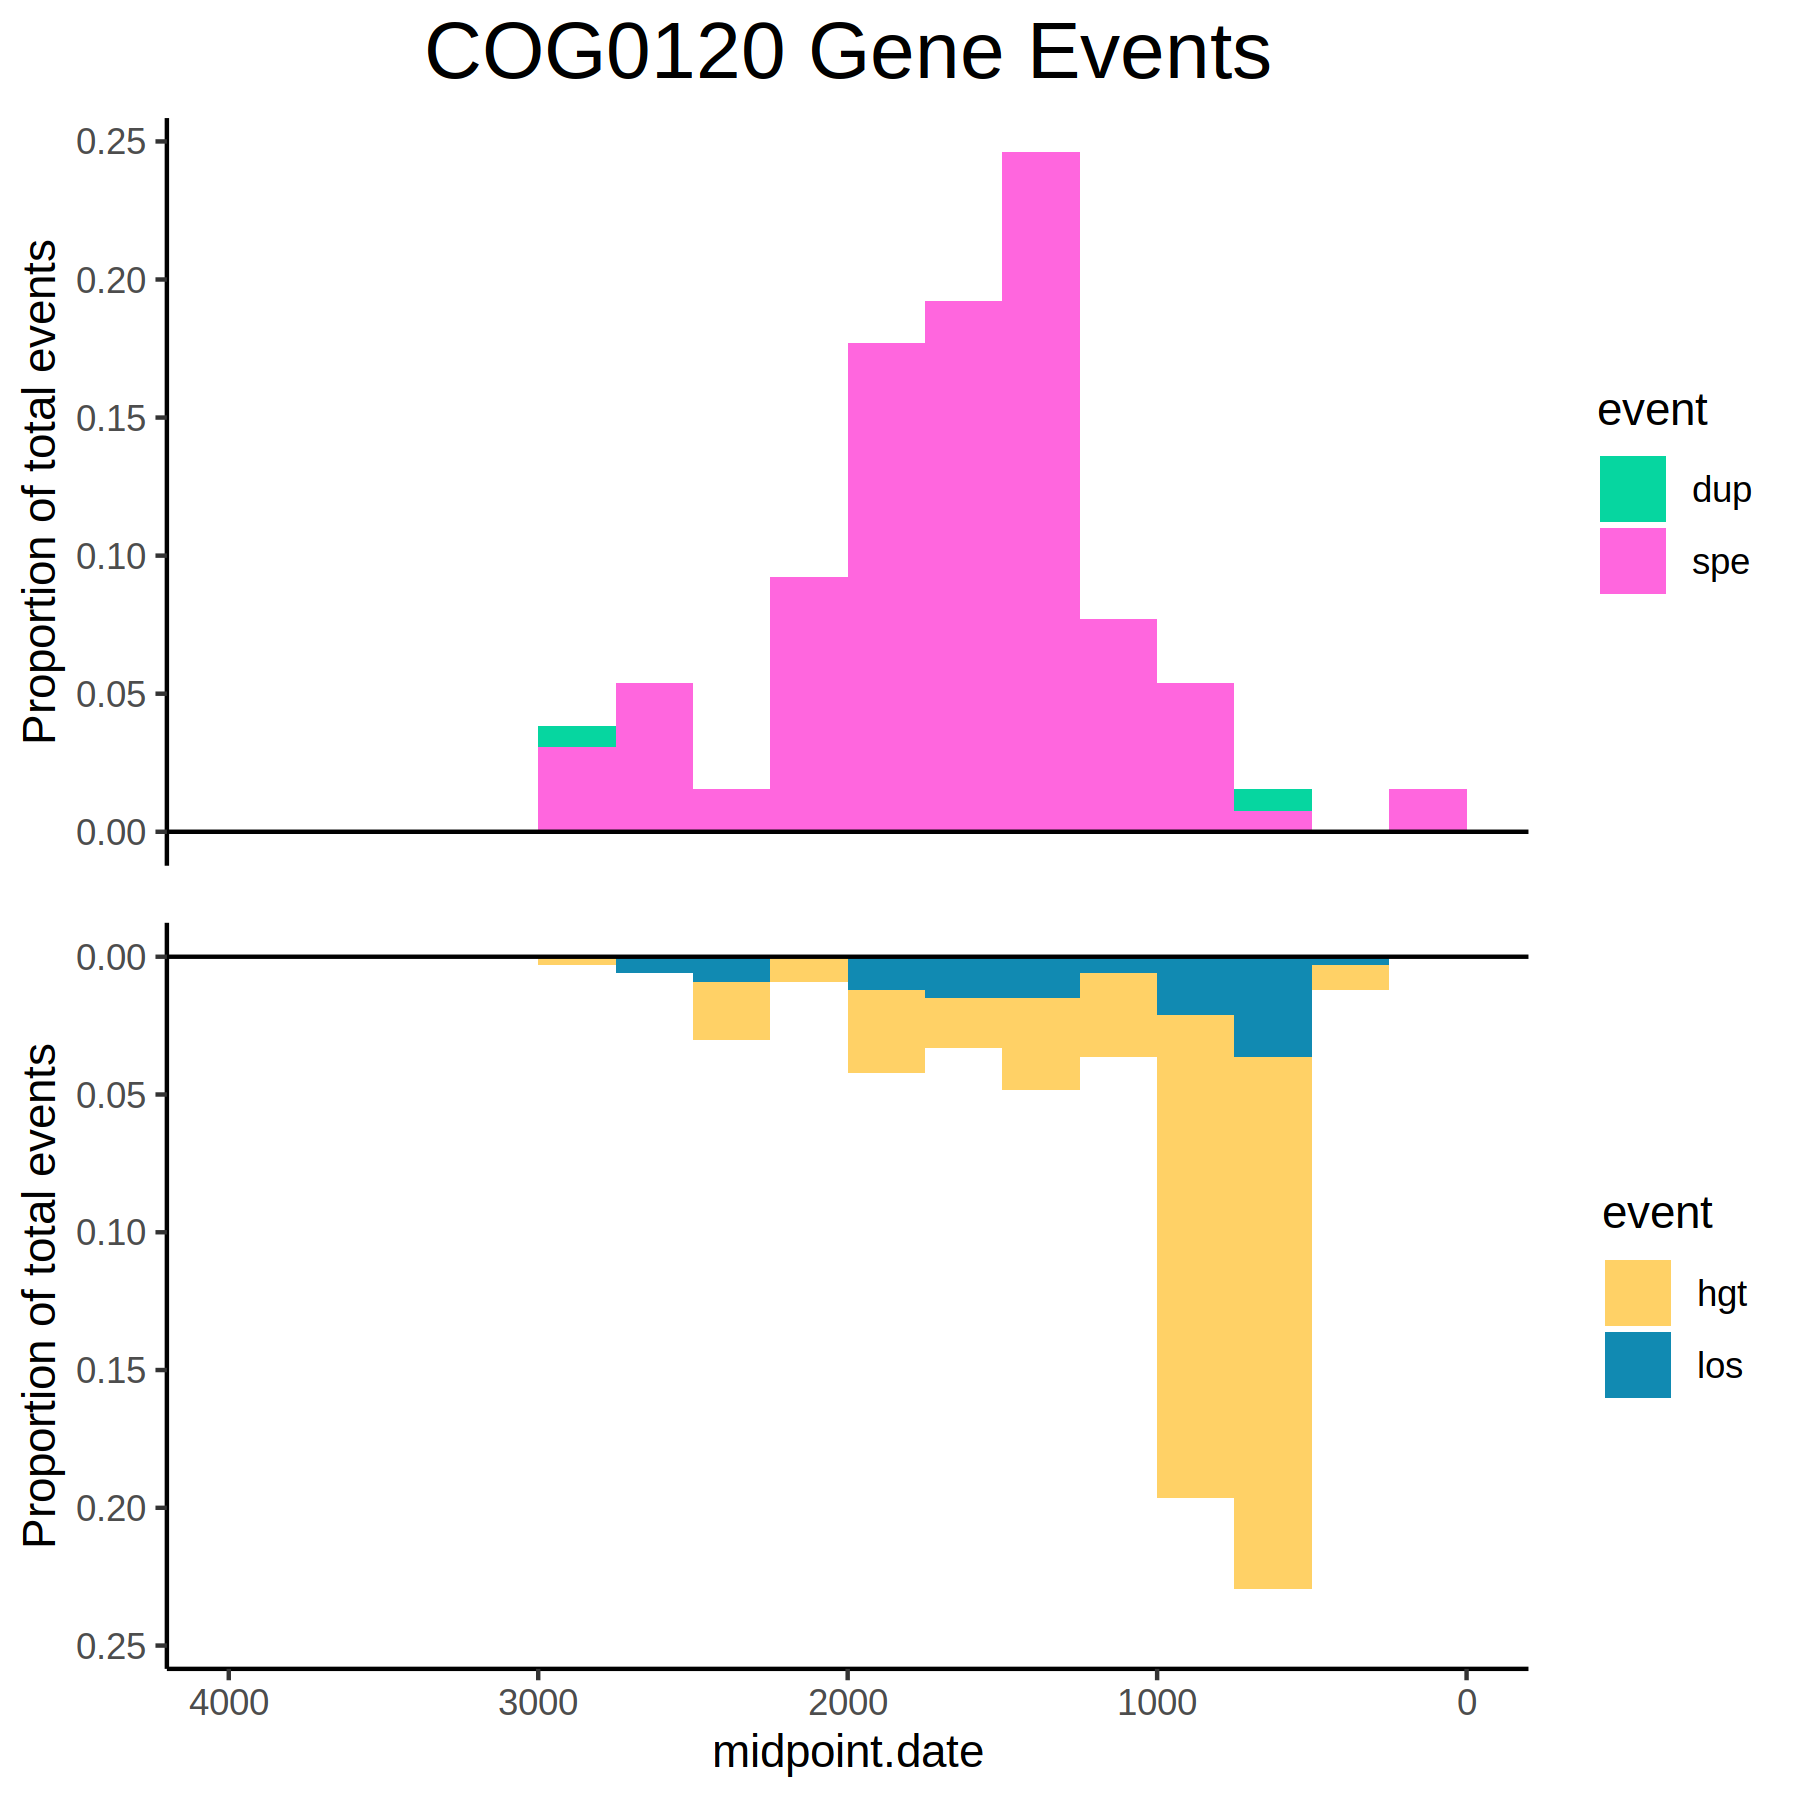 COG0120 Gene Events
Proportion of total events
0.25
0.20
0.15
0.10
0.05
0.00
event
dup
spe
Proportion of total events
0.00
0.05
0.10
0.15
0.20
0.25
event
hgt
los
4000 3000 2000 1000 0
midpoint.date